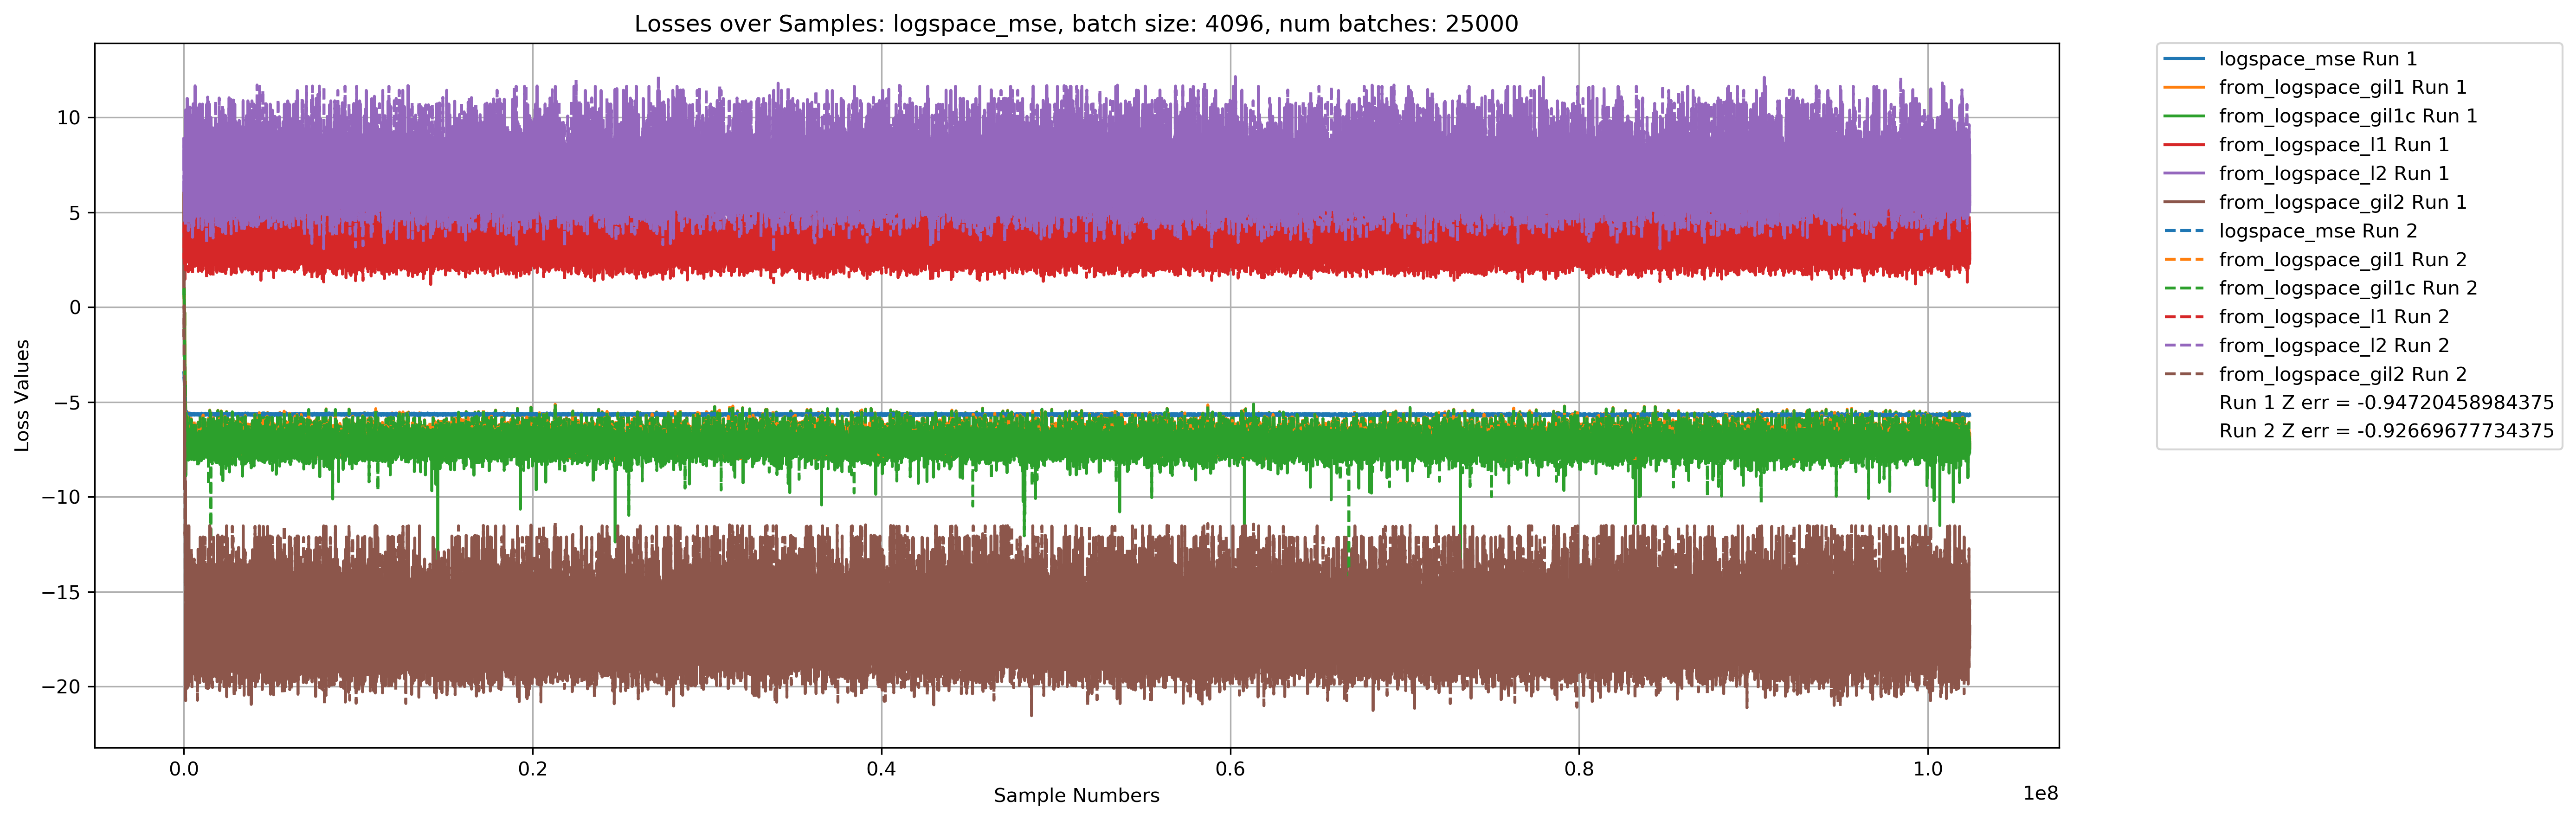 Losses over Samples: logspace_mse, batch size: 4096, num batches: 25000
Loss Values
10
5
0
−5
−10
−15
−20
0.0
0.2
0.4
0.6
0.8
1.0
1e8
Sample Numbers
logspace_mse Run 1
from_logspace_gil1 Run 1
from_logspace_gil1c Run 1
from_logspace_l1 Run 1
from_logspace_l2 Run 1
from_logspace_gil2 Run 1
logspace_mse Run 2
from_logspace_gil1 Run 2
from_logspace_gil1c Run 2
from_logspace_l1 Run 2
from_logspace_l2 Run 2
from_logspace_gil2 Run 2
Run 1 Z err = -0.94720458984375
Run 2 Z err = -0.92669677734375